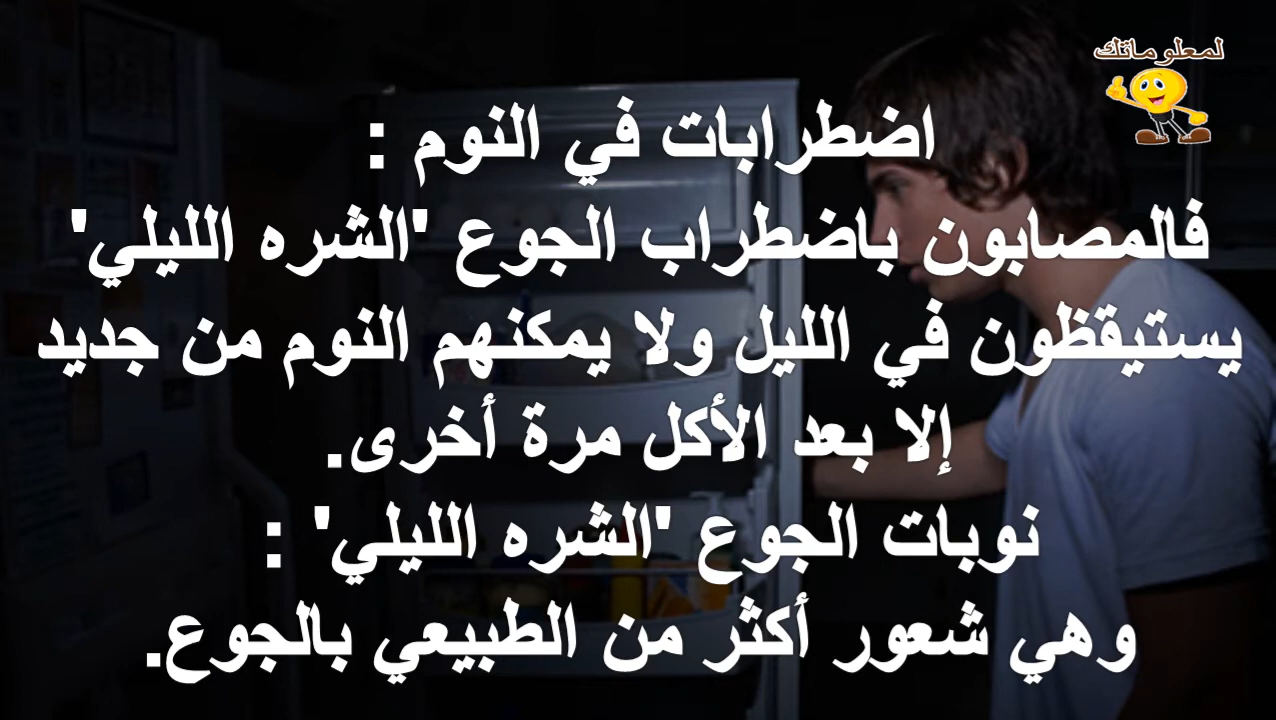 لمعلوماتك
اضطرابات في النوم :
فالمصابون باضطراب الجوع 'الشره الليلي'
يستيقظون في الليل ولا يمكنهم النوم من جديد
إلا بعد الأكل مرة أخرى.
نوبات الجوع 'الشره الليلي' :
وهي شعور أكثر من الطبيعي بالجوع.